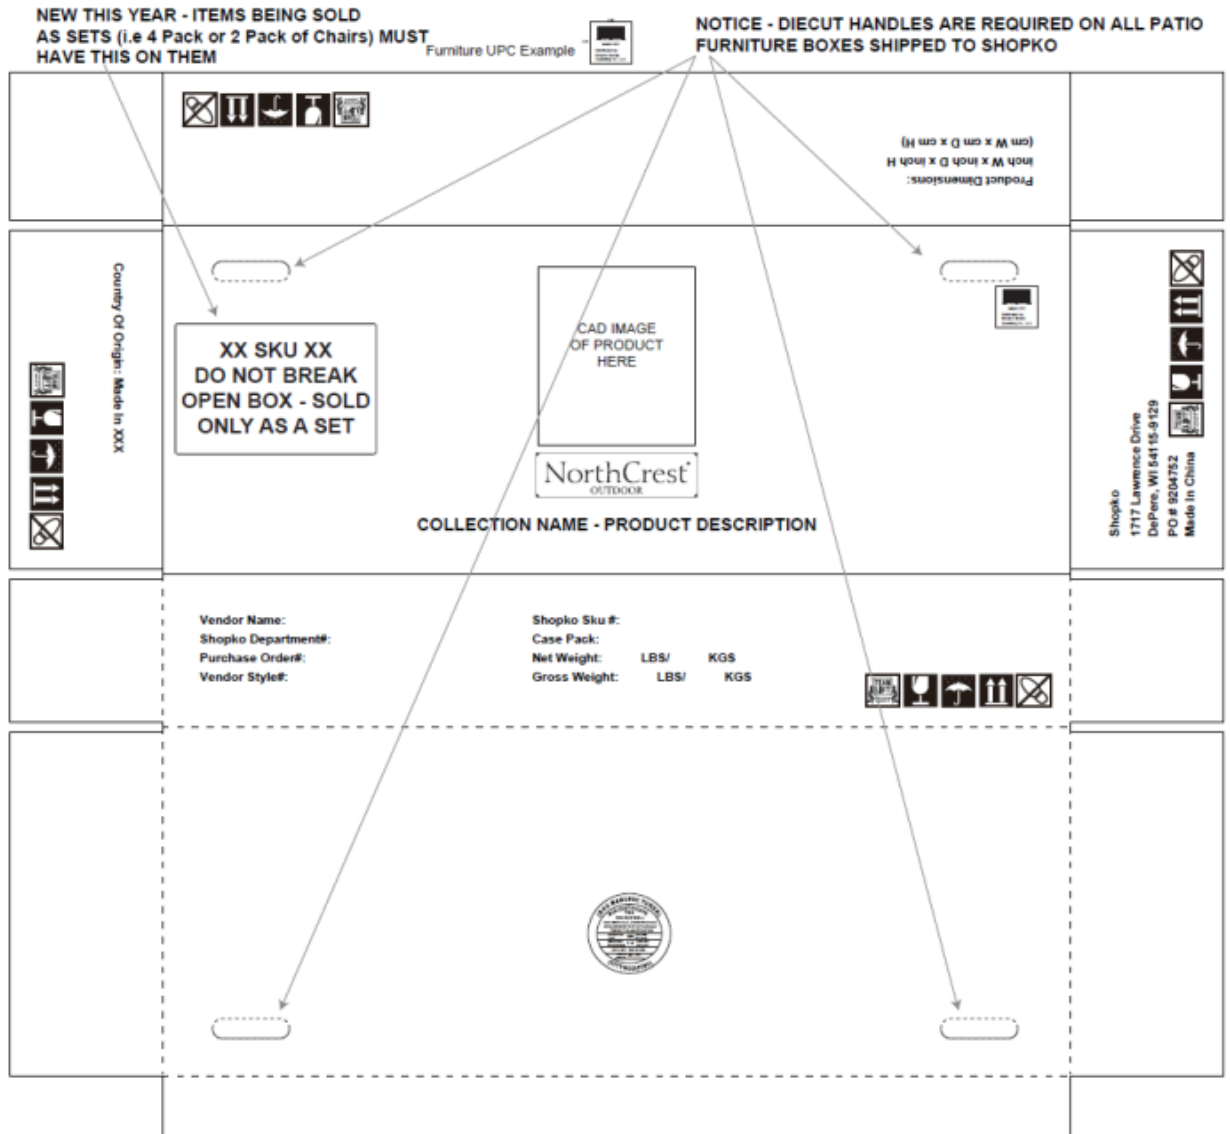 NEW THIS YEAR - ITEMS BEING SOLD
AS SETS (i.e 4 Pack or 2 Pack of Chairs) MUST
HAVE THIS ON THEM
Furniture UPC Example
NOTICE - DIECUT HANDLES ARE REQUIRED ON ALL PATIO
FURNITURE BOXES SHIPPED TO SHOPKO
Product Dimensions:
inch W x inch D x inch H
(cm W x cm D x cm H)
Country Of Origin: Made In XXX
XX SKU XX
DO NOT BREAK
OPEN BOX - SOLD
ONLY AS A SET
CAD IMAGE
OF PRODUCT
HERE
NorthCrest
OUTDOOR
COLLECTION NAME - PRODUCT DESCRIPTION
Shopko
1717 Lawrence Drive
DePere, WI 54115-9129
PO # 9204752
Made In China
Vendor Name:
Shopko Department#:
Purchase Order#:
Vendor Style#:
Shopko Sku #:
Case Pack:
Net Weight: LBS/ KGS
Gross Weight: LBS/ KGS
TEAM
LIFT